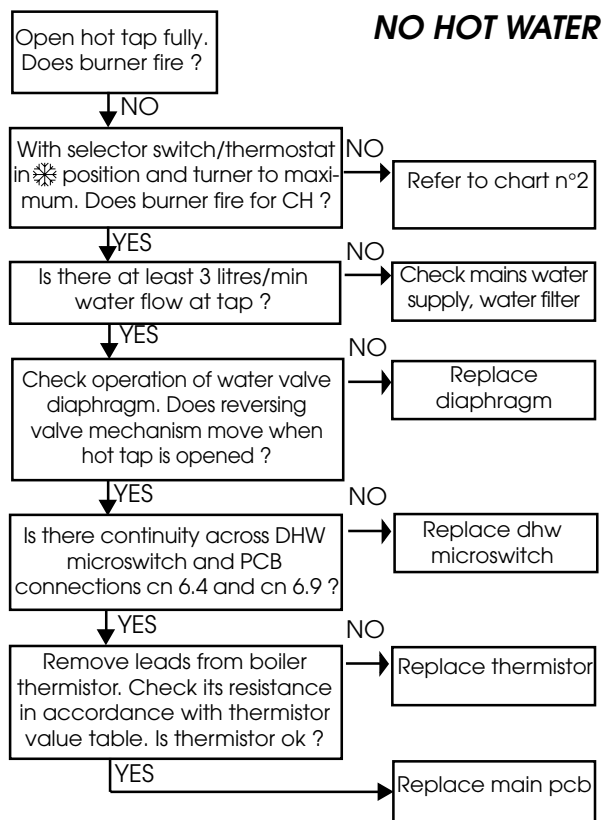 NO HOT WATER
Open hot tap fully.
Does burner fire ?
NO
With selector switch/thermostat
in ❄ position and turner to maxi-
mum. Does burner fire for CH ?
NO
Refer to chart n°2
YES
Is there at least 3 litres/min
water flow at tap ?
NO
Check mains water
supply, water filter
YES
Check operation of water valve
diaphragm. Does reversing
valve mechanism move when
hot tap is opened ?
NO
Replace
diaphragm
YES
Is there continuity across DHW
microswitch and PCB
connections cn 6.4 and cn 6.9 ?
NO
Replace dhw
microswitch
YES
Remove leads from boiler
thermistor. Check its resistance
in accordance with thermistor
value table. Is thermistor ok ?
NO
Replace thermistor
YES
Replace main pcb